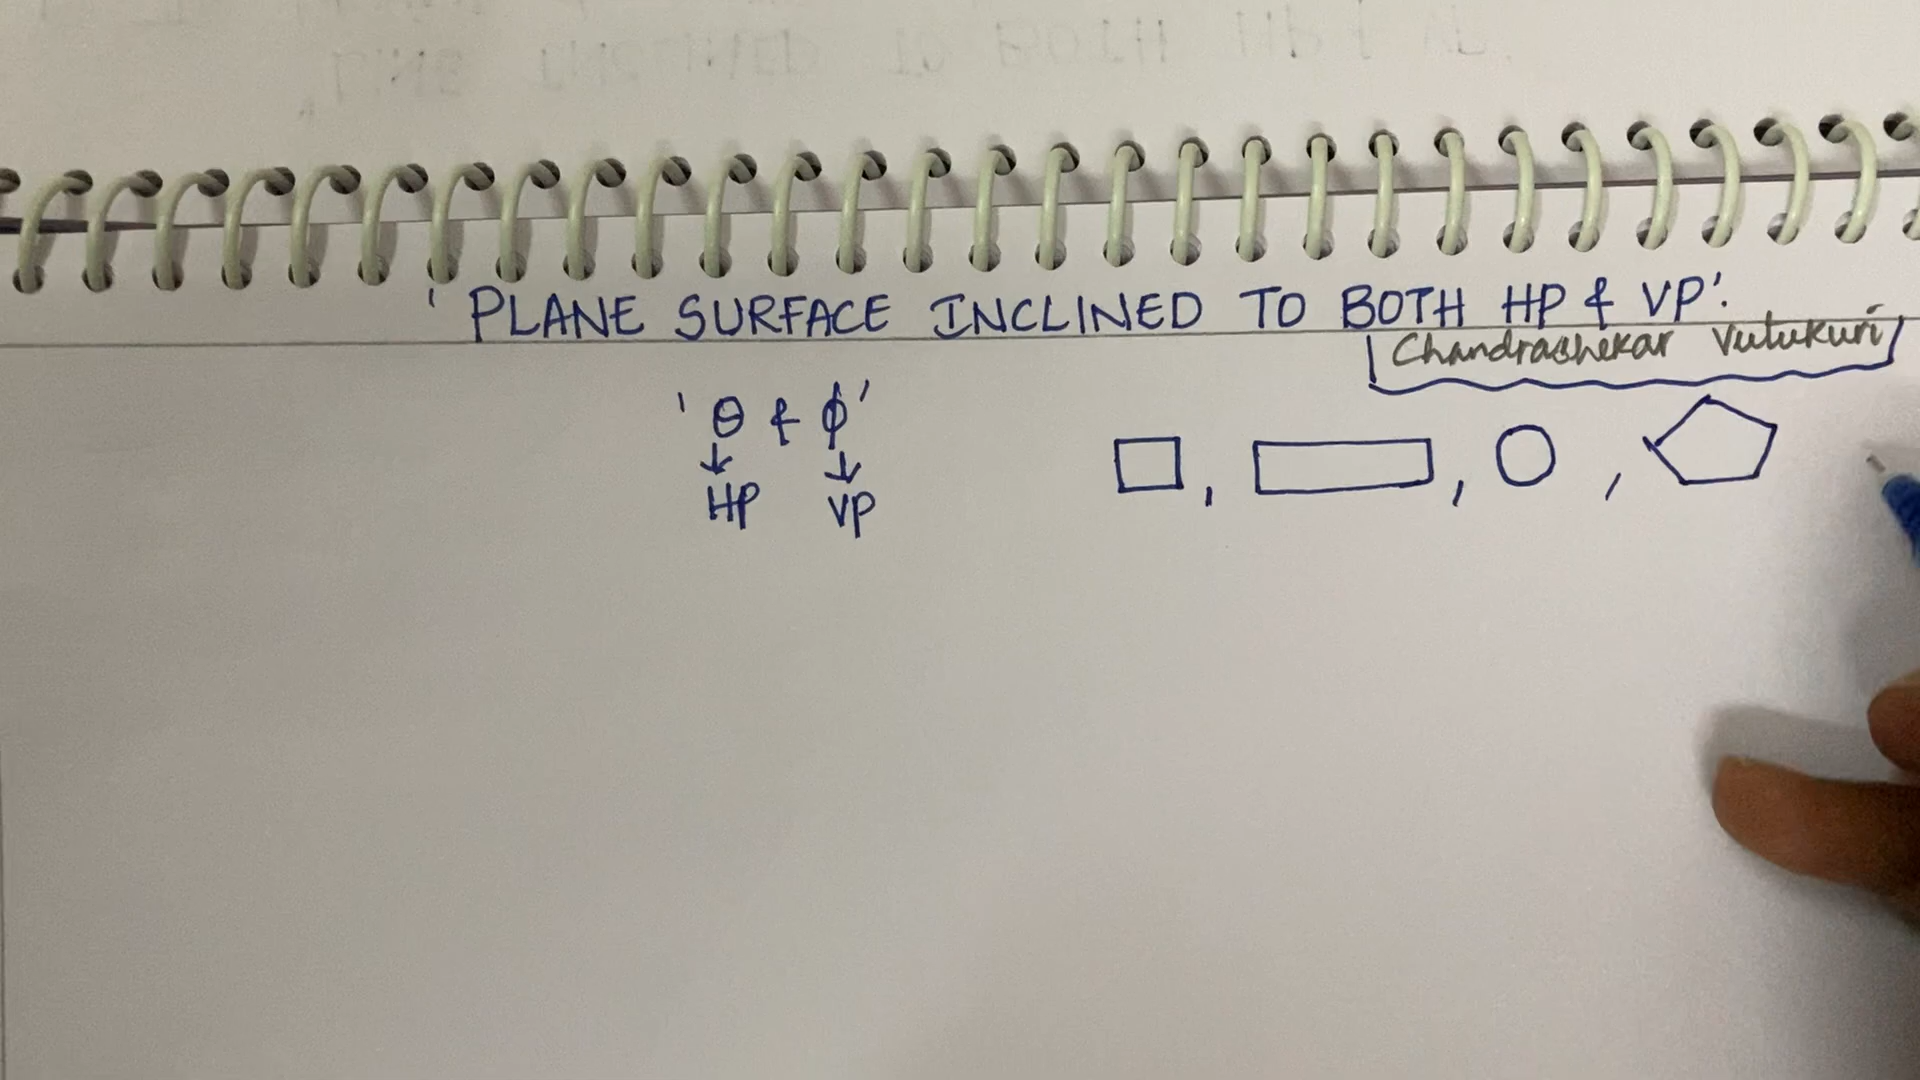 ' PLANE SURFACE INCLINED TO BOTH HP & VP'.
Chandrashekar Vutukuri
' θ & ϕ '
↓ ↓
HP VP
, , ,